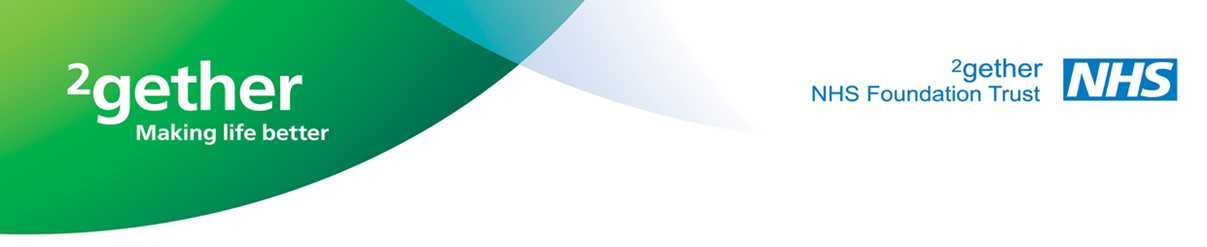 ²gether
Making life better
²gether
NHS Foundation Trust
NHS